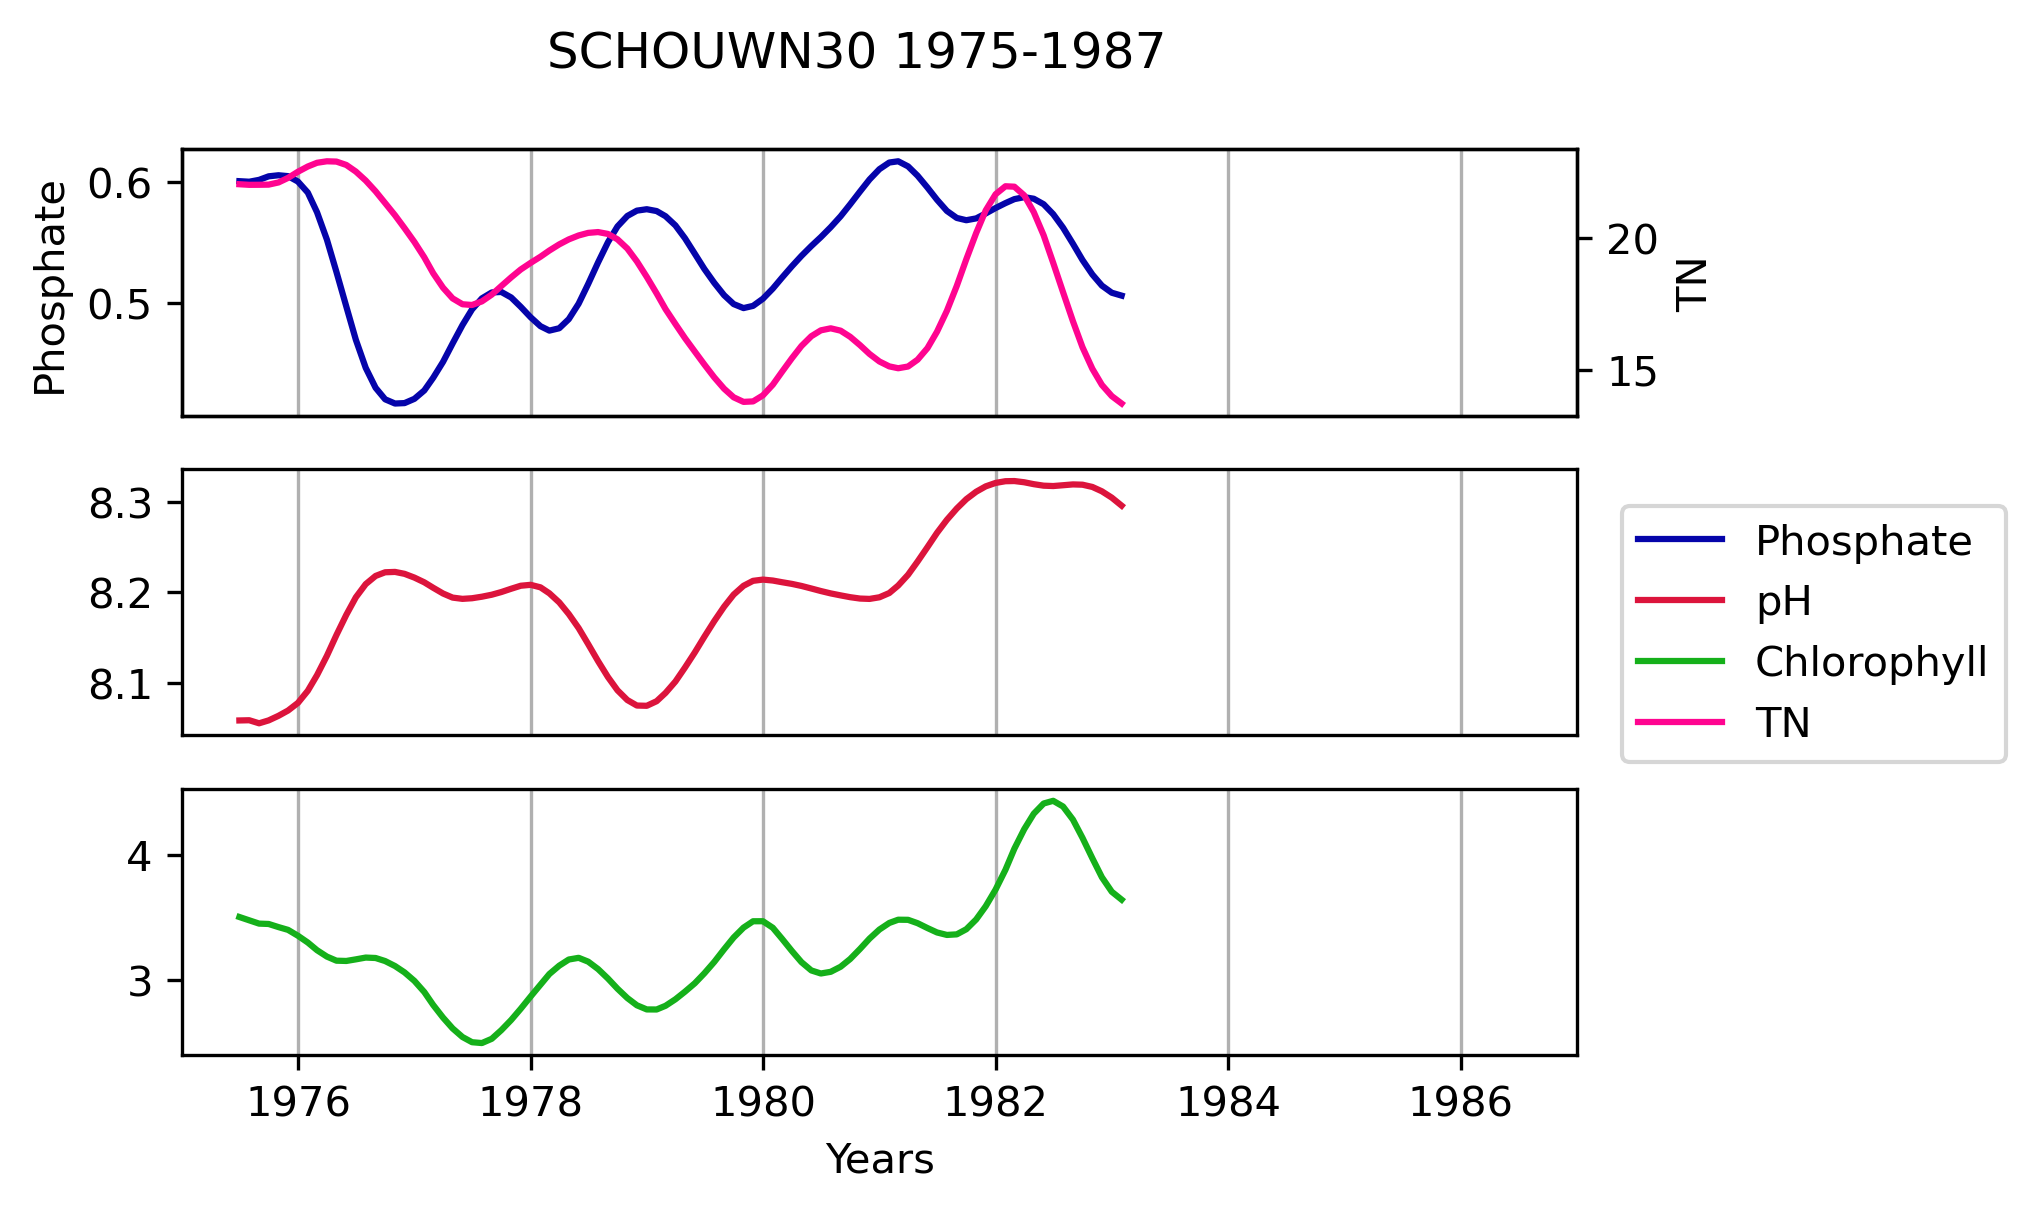 SCHOUWN30 1975-1987
Phosphate
0.6
0.5
20
15
TN
8.3
8.2
8.1
Phosphate
pH
Chlorophyll
TN
4
3
1976 1978 1980 1982 1984 1986
Years